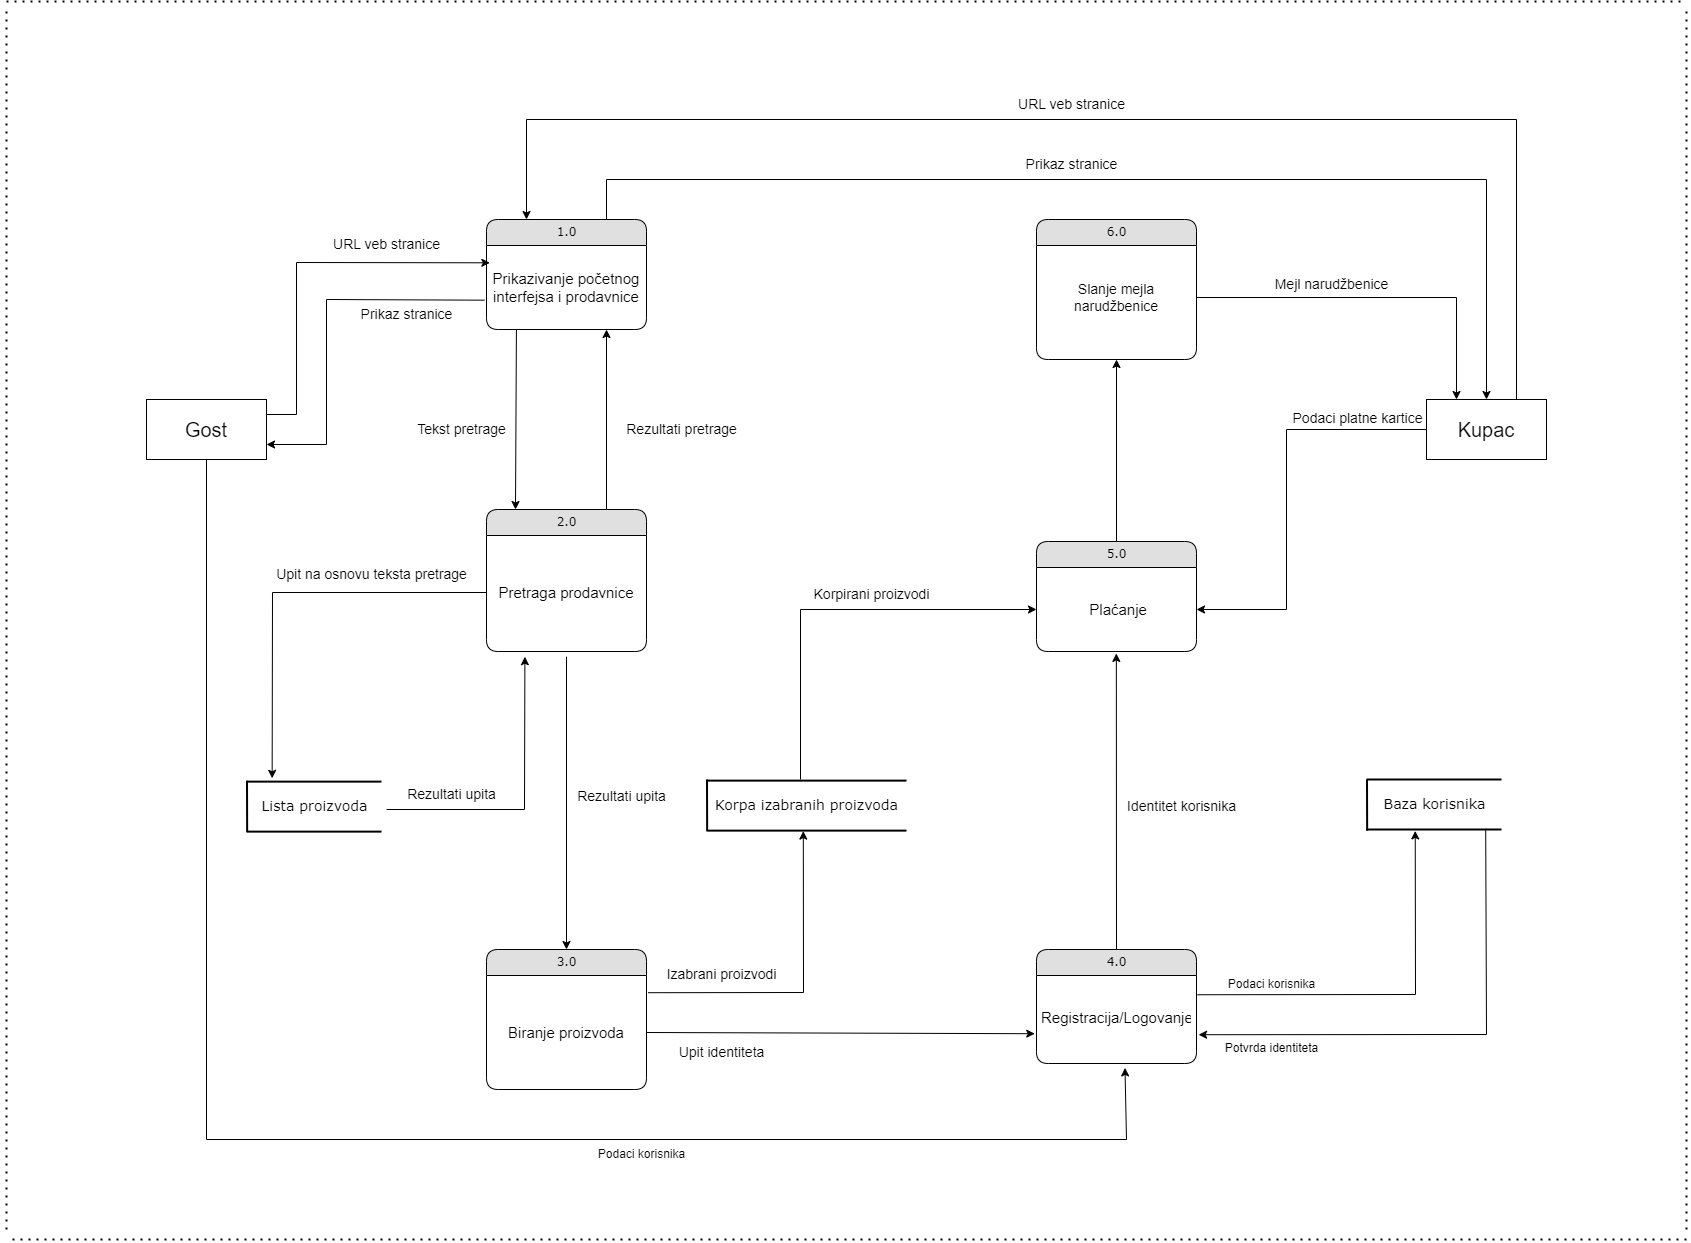 URL veb stranice
Prikaz stranice
1.0
6.0
URL veb stranice
Prikazivanje početnog
interfejsa i prodavnice
Slanje mejla
narudžbenice
Mejl narudžbenice
Prikaz stranice
Gost
Tekst pretrage
Rezultati pretrage
Podaci platne kartice
Kupac
2.0
5.0
Upit na osnovu teksta pretrage
Pretraga prodavnice
Korpirani proizvodi
Plaćanje
Lista proizvoda
Rezultati upita
Rezultati upita
Korpa izabranih proizvoda
Identitet korisnika
Baza korisnika
3.0
4.0
Izabrani proizvodi
Podaci korisnika
Biranje proizvoda
Registracija/Logovanje
Upit identiteta
Potvrda identiteta
Podaci korisnika